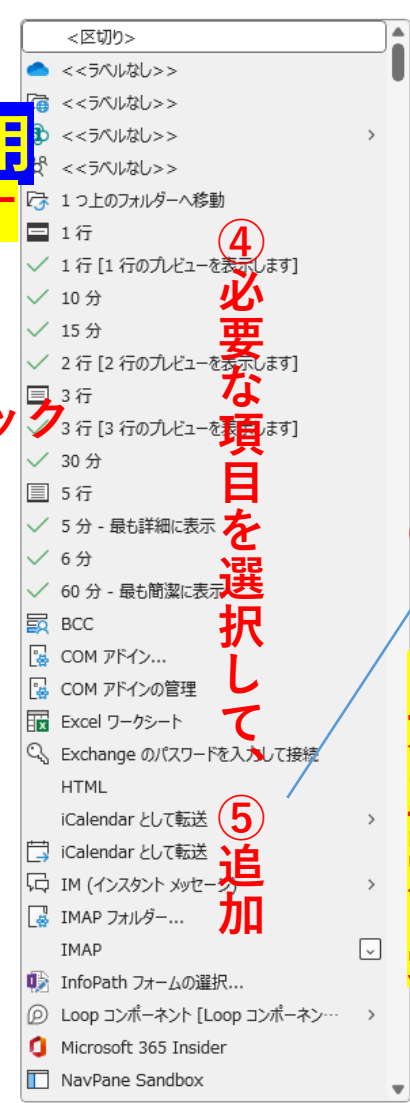 <区切り>
<<ラベルなし>>
<<ラベルなし>>
<<ラベルなし>>
<<ラベルなし>>
1 つ上のフォルダーへ移動
1 行
1 行 [1 行のプレビューを表示します]
10 分
15 分
2 行 [2 行のプレビューを表示します]
3 行
3 行 [3 行のプレビューを表示します]
30 分
5 行
5 分 - 最も詳細に表示
6 分
60 分 - 最も簡潔に表示
BCC
COM アドイン...
COM アドインの管理
Excel ワークシート
Exchange のパスワードを入力して接続
HTML
iCalendar として転送
iCalendar として転送
IM (インスタント メッセージ)
IMAP フォルダー...
IMAP
InfoPath フォームの選択...
Loop コンポーネント [Loop コンポーネン…
Microsoft 365 Insider
NavPane Sandbox
用
ック
④必要な項目を選択して、
⑤追加